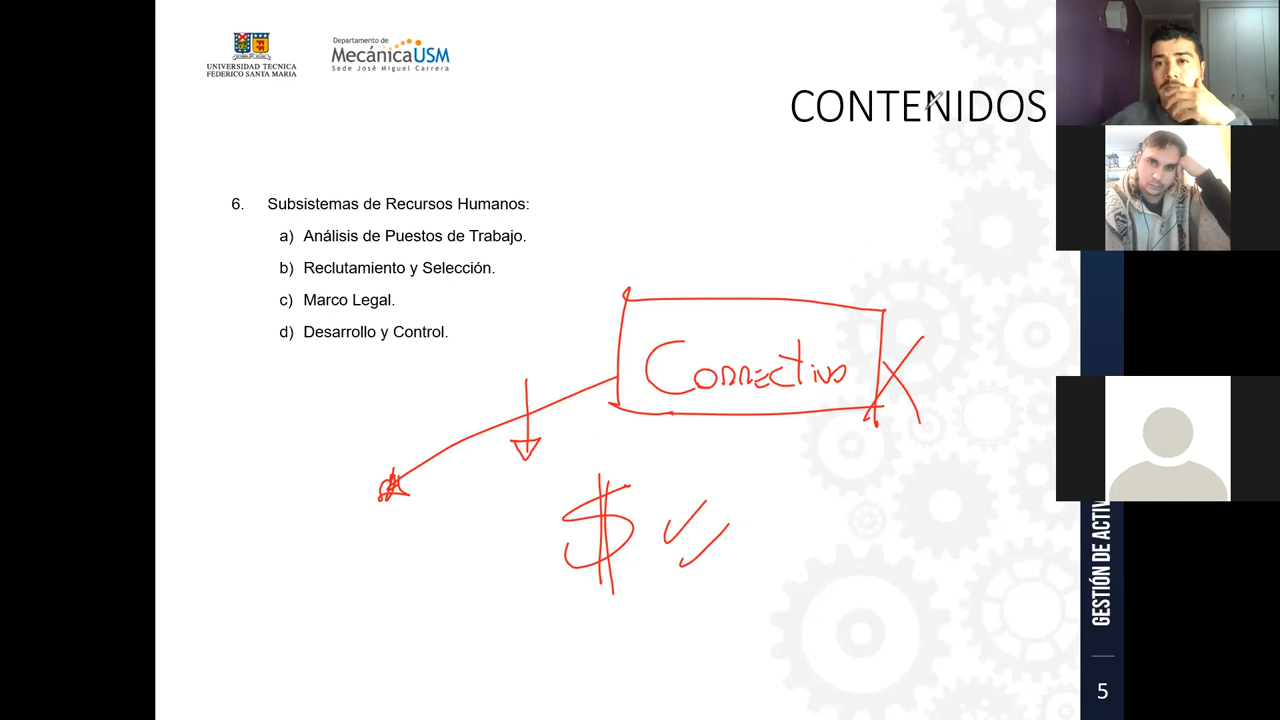 UNIVERSIDAD TECNICA
FEDERICO SANTA MARIA
Departamento de
MecánicaUSM
Sede José Miguel Carrera
CONTENIDOS
6. Subsistemas de Recursos Humanos:
a) Análisis de Puestos de Trabajo.
b) Reclutamiento y Selección.
c) Marco Legal.
d) Desarrollo y Control.
Correctivo X
$
GESTIÓN DE ACTIV
5